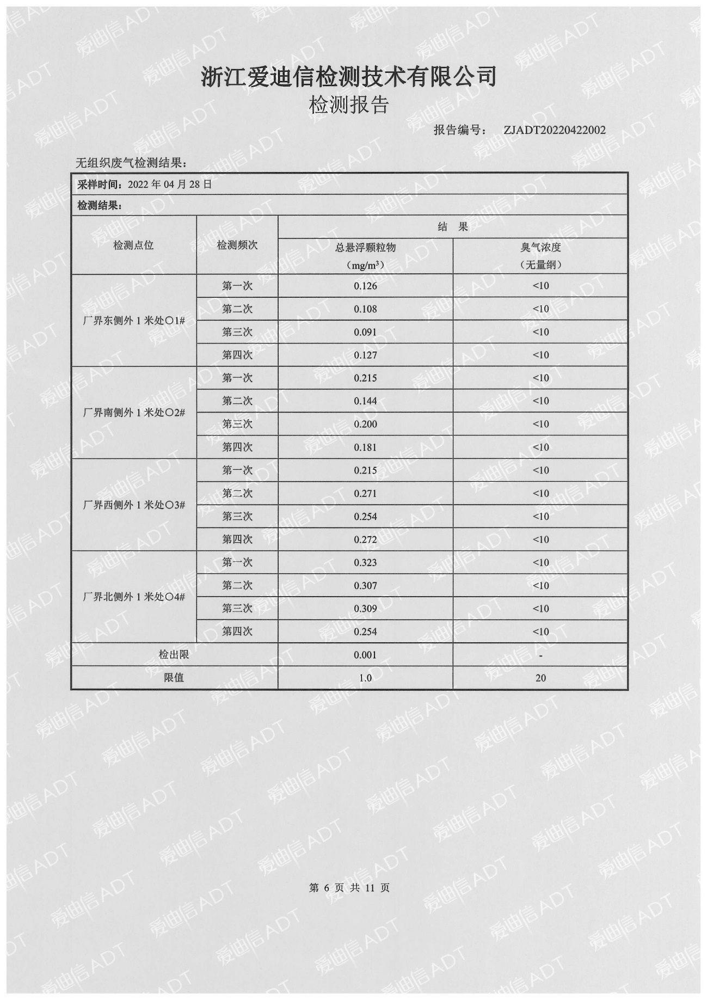 浙江爱迪信检测技术有限公司
检测报告
报告编号： ZJADT20220422002
无组织废气检测结果：
采样时间：2022 年 04 月 28 日
检测结果：
检测点位 检测频次 结 果
总悬浮颗粒物 臭气浓度
（mg/m³） （无量纲）
厂界东侧外 1 米处〇1# 第一次 0.126 <10
第二次 0.108 <10
第三次 0.091 <10
第四次 0.127 <10
厂界南侧外 1 米处〇2# 第一次 0.215 <10
第二次 0.144 <10
第三次 0.200 <10
第四次 0.181 <10
厂界西侧外 1 米处〇3# 第一次 0.215 <10
第二次 0.271 <10
第三次 0.254 <10
第四次 0.272 <10
厂界北侧外 1 米处〇4# 第一次 0.323 <10
第二次 0.307 <10
第三次 0.309 <10
第四次 0.254 <10
检出限 0.001 -
限值 1.0 20
第 6 页 共 11 页
爱迪信ADT